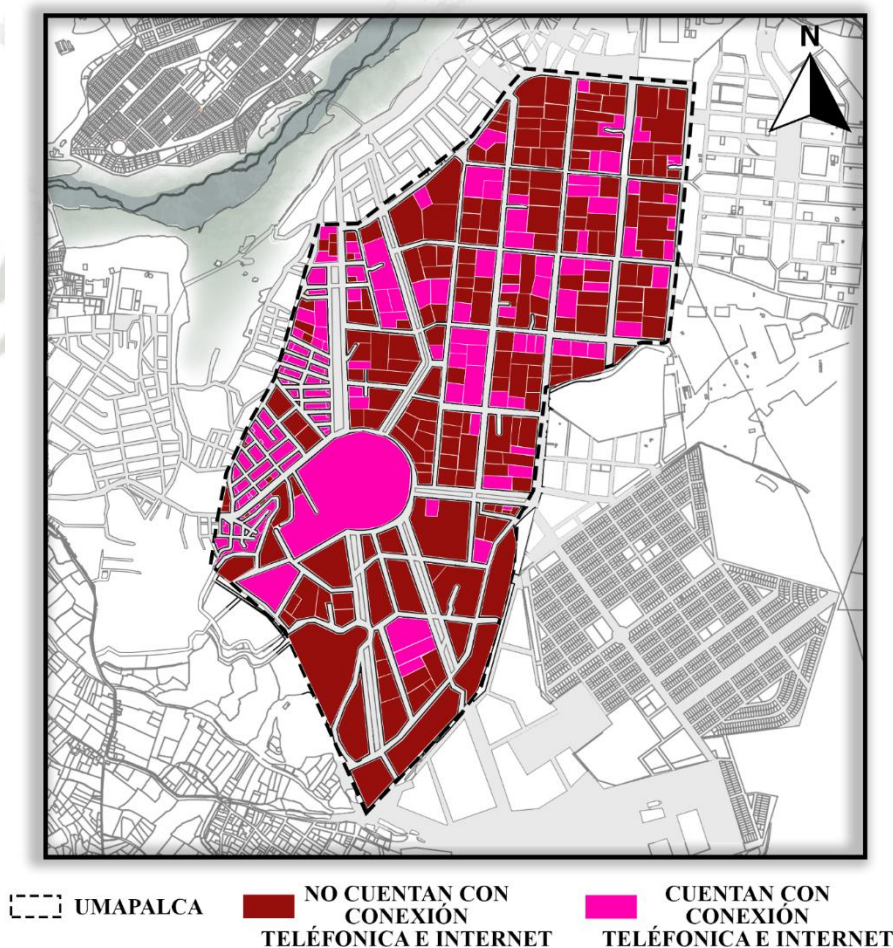 N
UMAPALCA
NO CUENTAN CON
CONEXIÓN
TELÉFONICA E INTERNET
CUENTAN CON
CONEXIÓN
TELÉFONICA E INTERNET